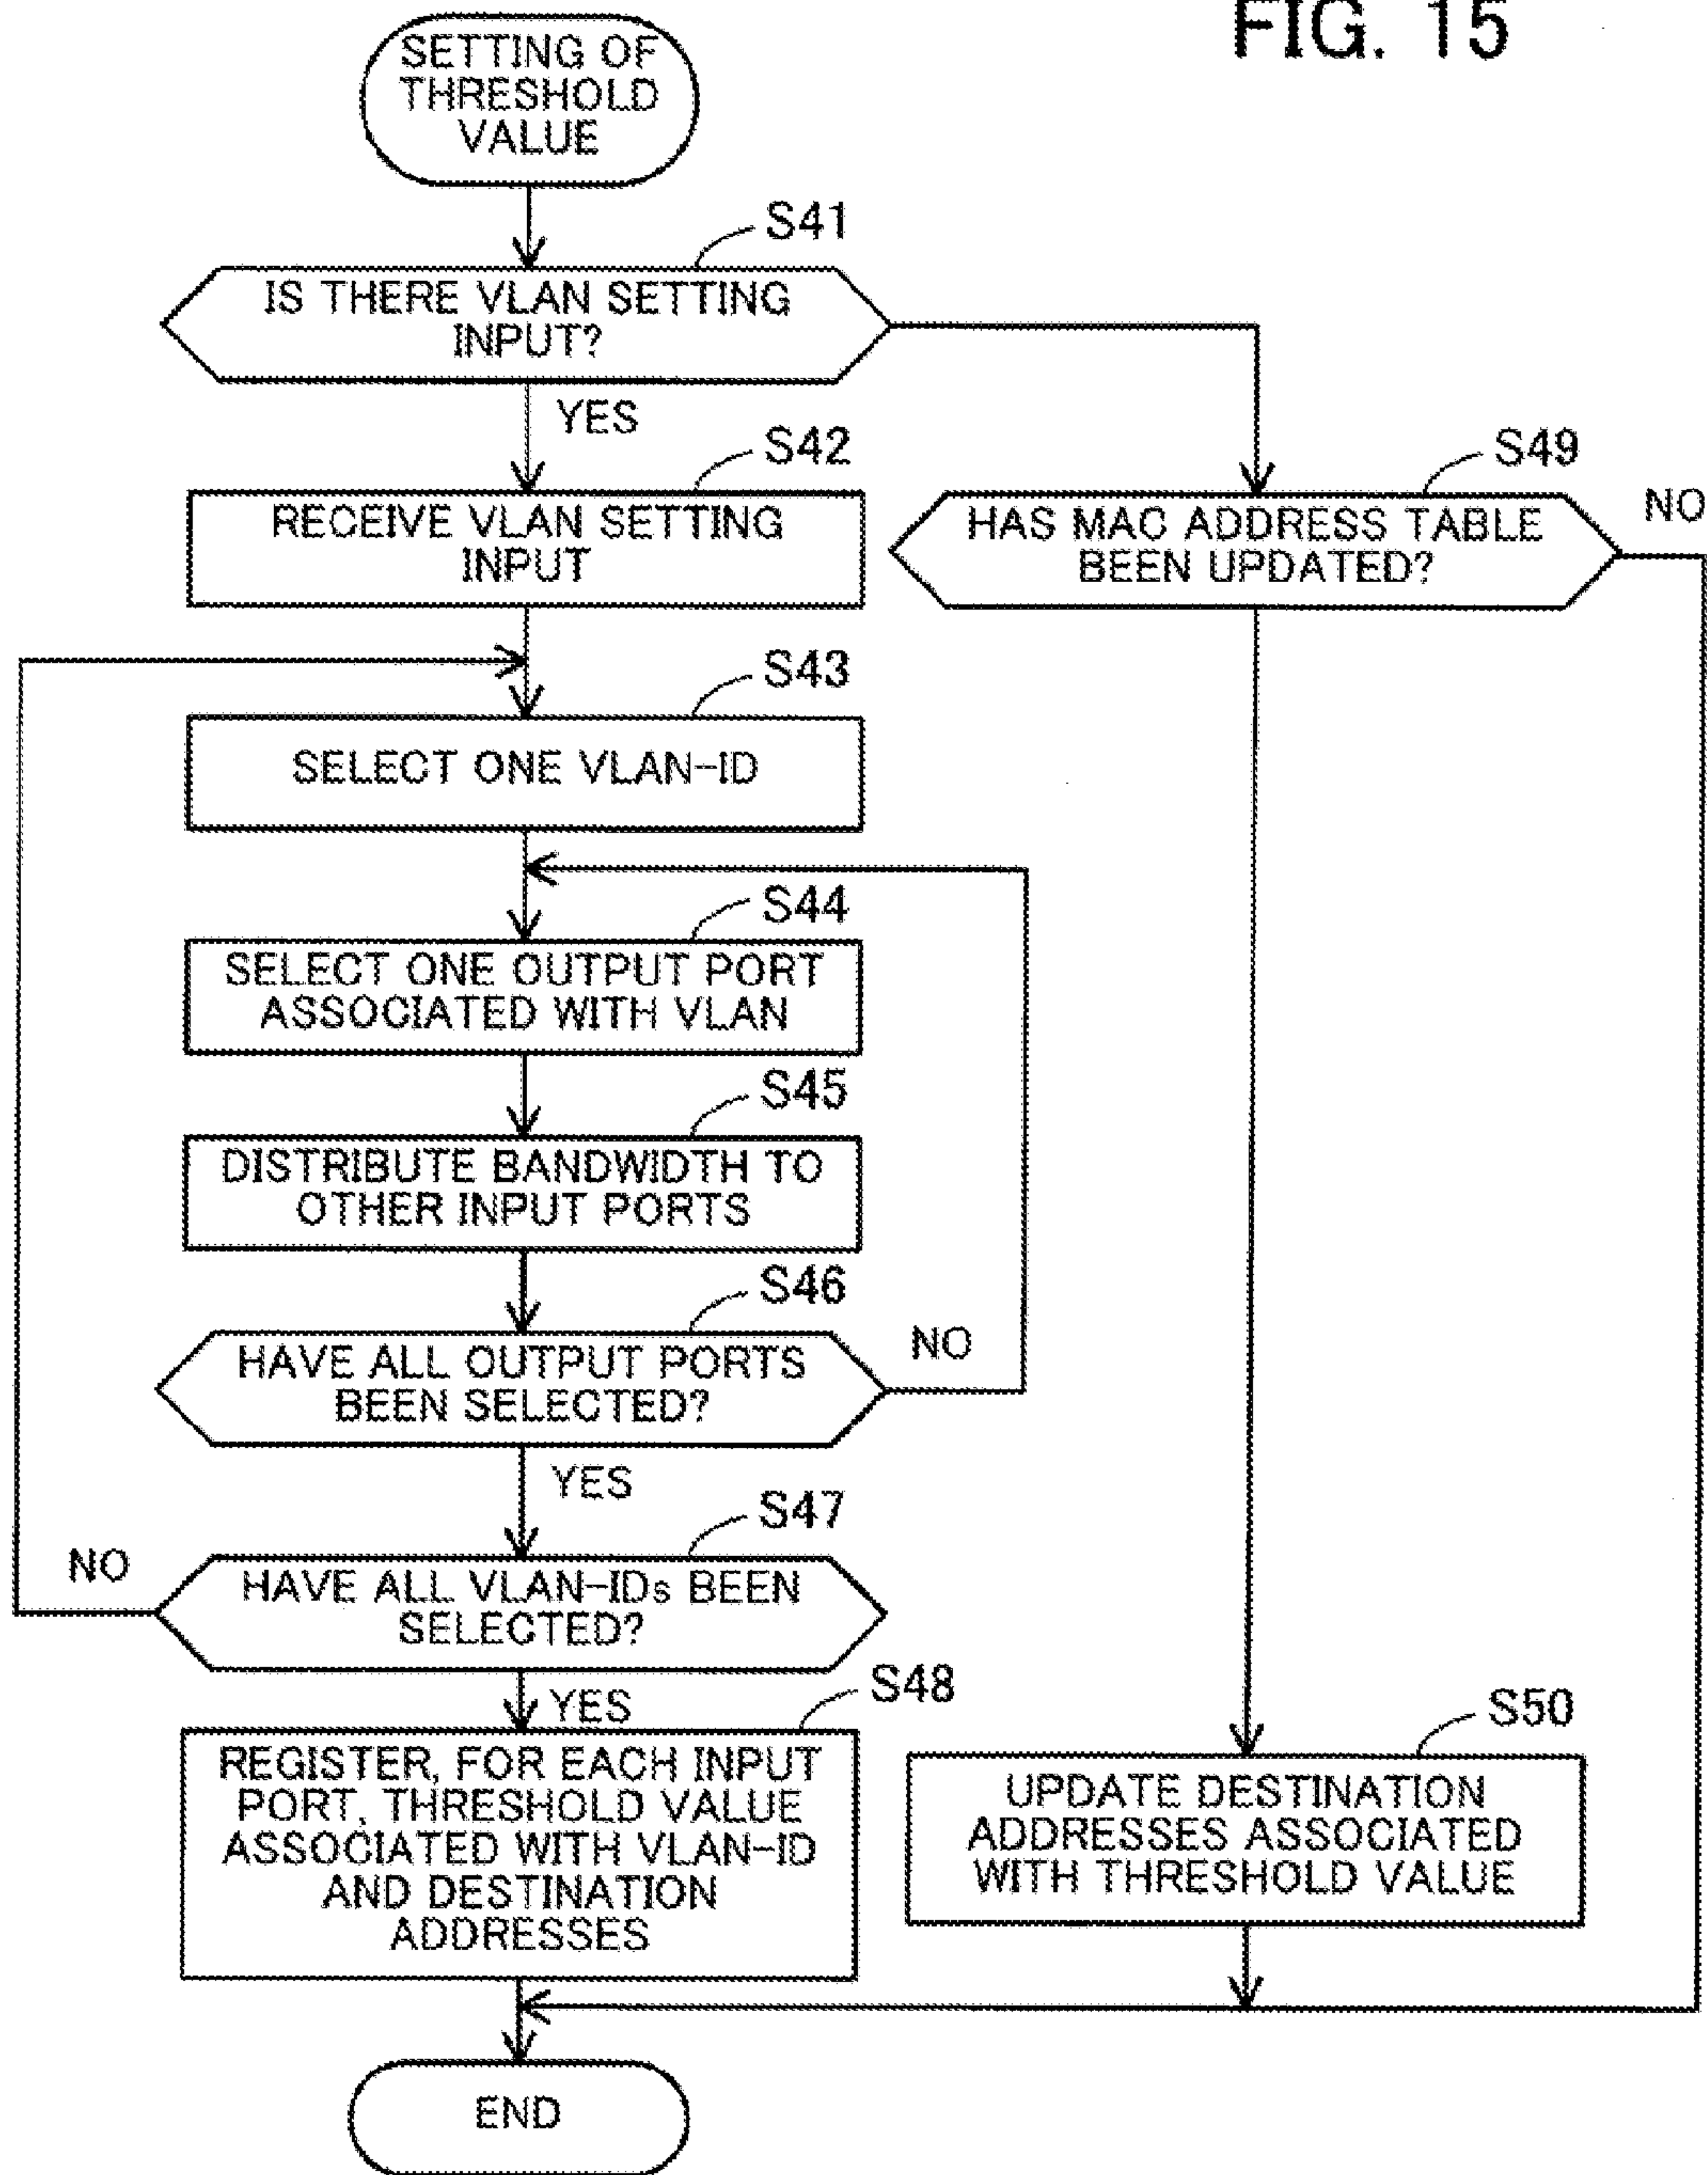 FIG. 15
SETTING OF
THRESHOLD
VALUE
S41
IS THERE VLAN SETTING
INPUT?
YES
S42
RECEIVE VLAN SETTING
INPUT
S49
HAS MAC ADDRESS TABLE
BEEN UPDATED?
NO
S43
SELECT ONE VLAN-ID
S44
SELECT ONE OUTPUT PORT
ASSOCIATED WITH VLAN
S45
DISTRIBUTE BANDWIDTH TO
OTHER INPUT PORTS
S46
HAVE ALL OUTPUT PORTS
BEEN SELECTED?
NO
YES
S47
HAVE ALL VLAN-IDs BEEN
SELECTED?
NO
YES
S48
REGISTER, FOR EACH INPUT
PORT, THRESHOLD VALUE
ASSOCIATED WITH VLAN-ID
AND DESTINATION
ADDRESSES
S50
UPDATE DESTINATION
ADDRESSES ASSOCIATED
WITH THRESHOLD VALUE
END